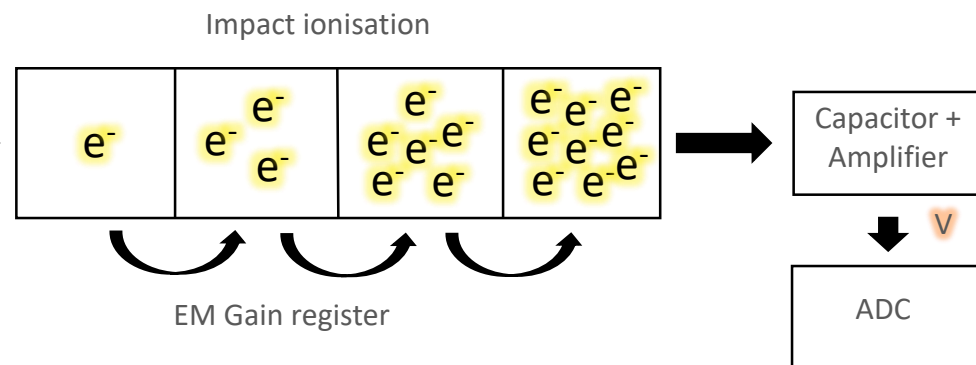 Impact ionisation
e⁻
e⁻ e⁻ e⁻
e⁻ e⁻ e⁻ e⁻ e⁻ e⁻
e⁻ e⁻ e⁻ e⁻ e⁻ e⁻ e⁻ e⁻ e⁻
Capacitor +
Amplifier
V
EM Gain register
ADC